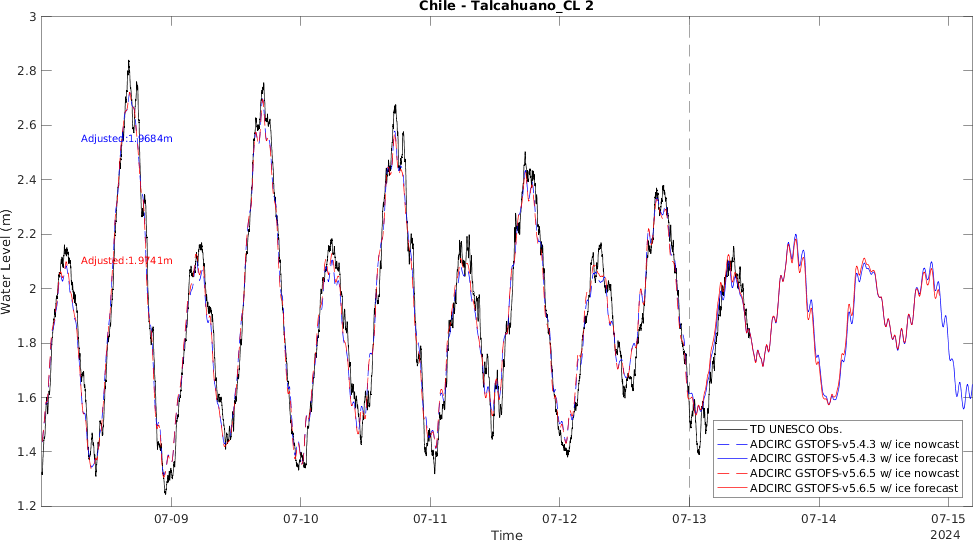 Chile - Talcahuano_CL 2
Water Level (m)
3
2.8
2.6
2.4
2.2
2
1.8
1.6
1.4
1.2
Adjusted:1.9684m
Adjusted:1.9741m
TD UNESCO Obs.
ADCIRC GSTOFS-v5.4.3 w/ ice nowcast
ADCIRC GSTOFS-v5.4.3 w/ ice forecast
ADCIRC GSTOFS-v5.6.5 w/ ice nowcast
ADCIRC GSTOFS-v5.6.5 w/ ice forecast
07-09 07-10 07-11 07-12 07-13 07-14 07-15
Time
2024